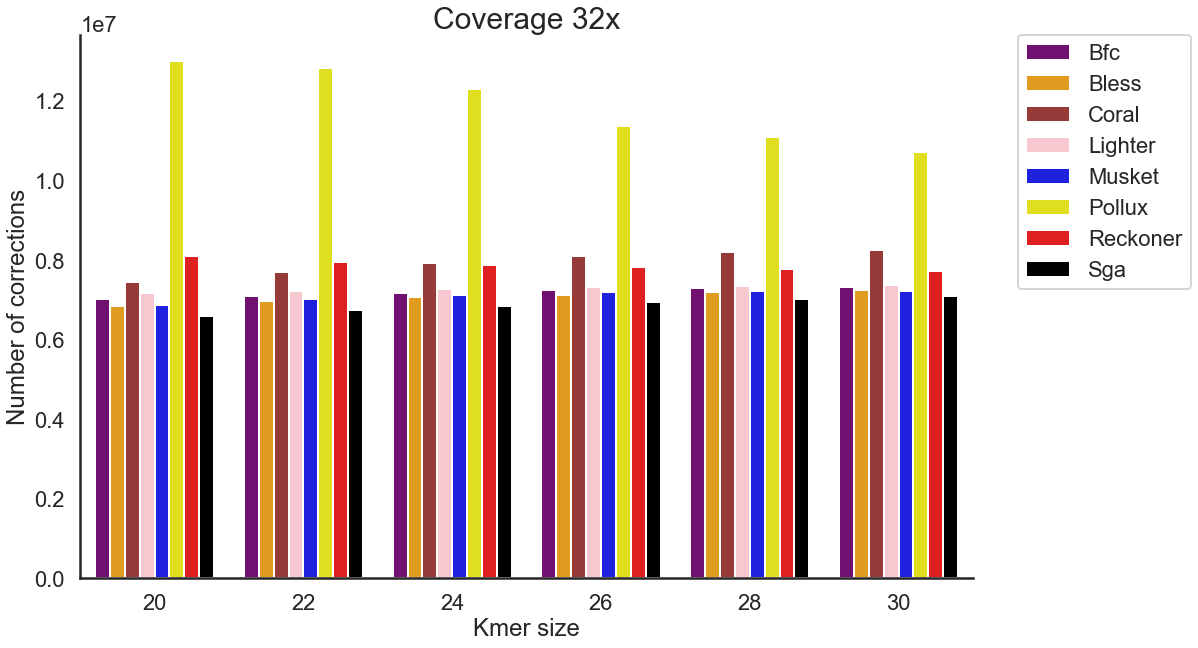 Coverage 32x
1e7
1.2
1.0
0.8
0.6
0.4
0.2
0.0
Number of corrections
20 22 24 26 28 30
Kmer size
Bfc
Bless
Coral
Lighter
Musket
Pollux
Reckoner
Sga